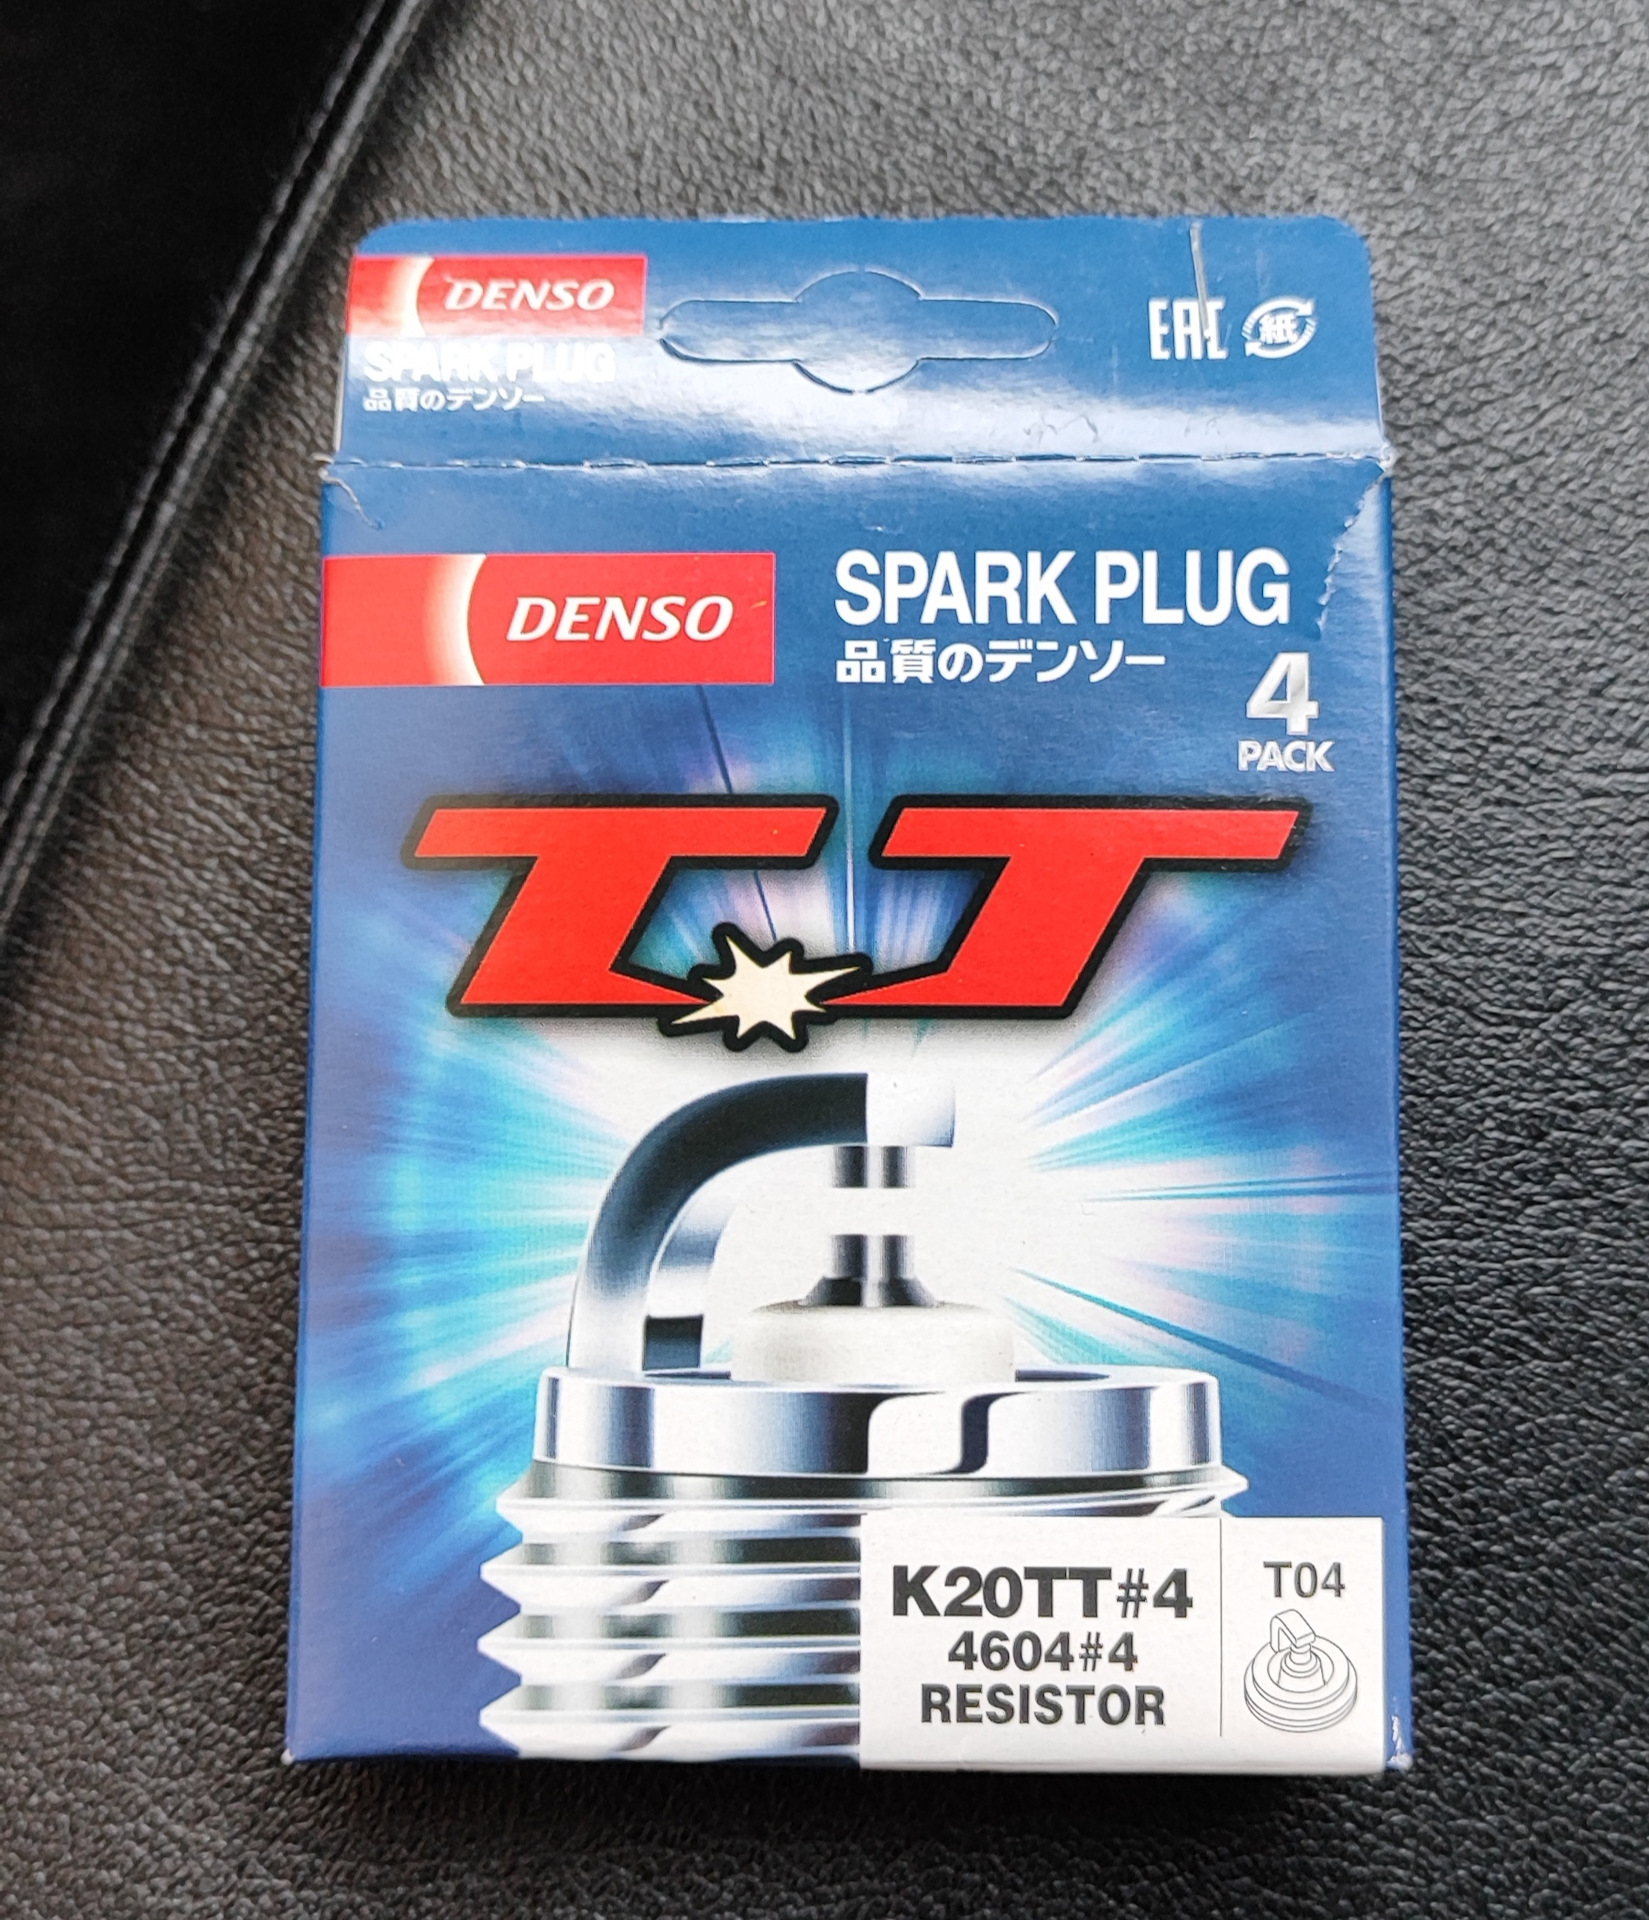 DENSO
SPARK PLUG
品質のデンソー
EAC
紙
DENSO
SPARK PLUG
品質のデンソー
4
PACK
TT
K20TT#4
4604#4
RESISTOR
T04